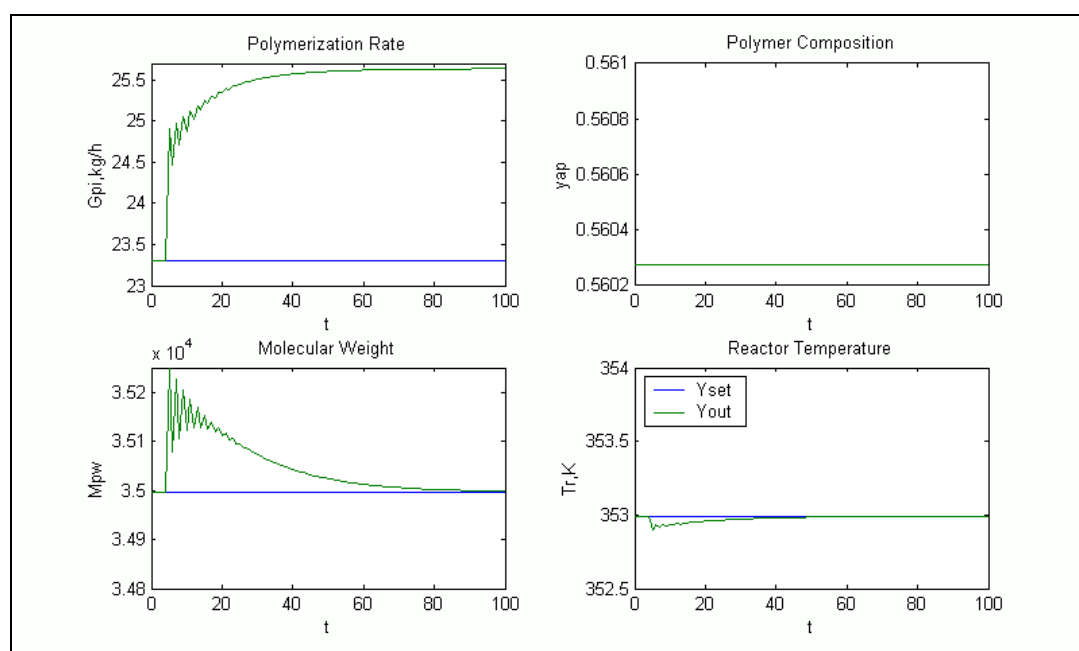 Polymerization Rate
Gpi,kg/h
25.5
25
24.5
24
23.5
23
0 20 40 60 80 100
t
Polymer Composition
yap
0.561
0.5608
0.5606
0.5604
0.5602
0 20 40 60 80 100
t
Molecular Weight
x 10^4
Mpw
3.52
3.51
3.5
3.49
3.48
0 20 40 60 80 100
t
Reactor Temperature
Tr,K
354
353.5
353
352.5
Yset
Yout
0 20 40 60 80 100
t